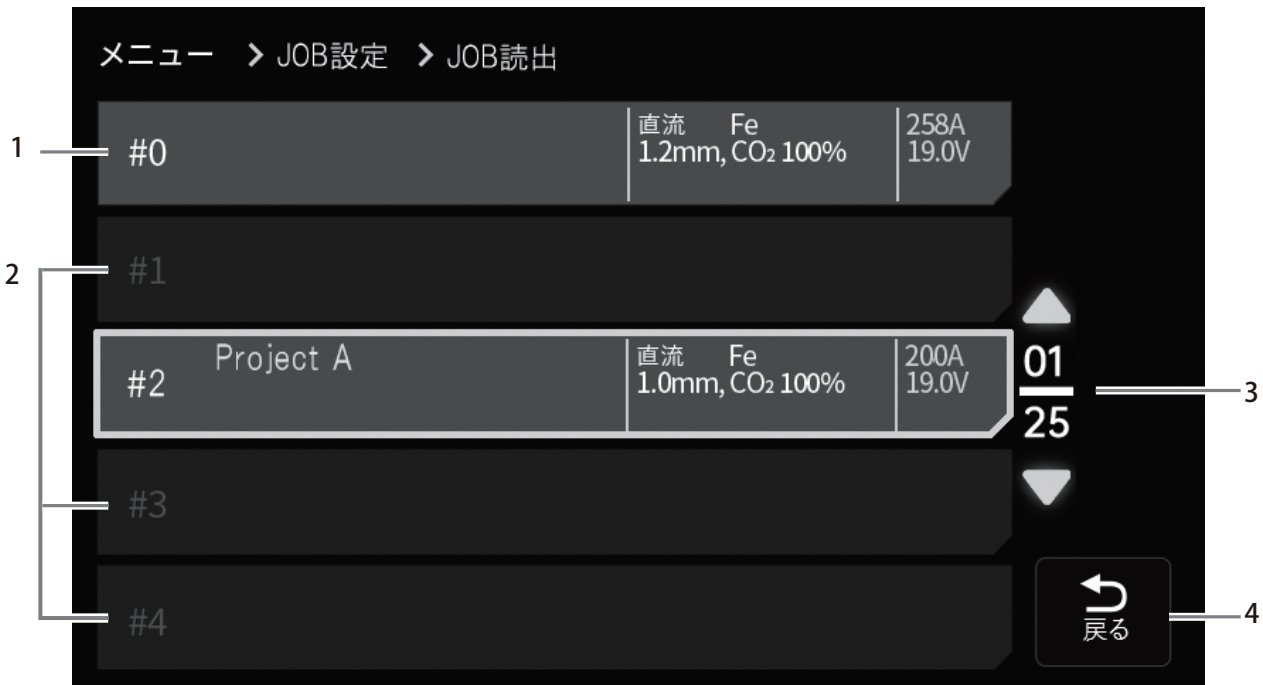 メニュー > JOB設定 > JOB読出
1
#0
直流 Fe
1.2mm, CO₂ 100%
258A
19.0V
2
#1
#2
Project A
直流 Fe
1.0mm, CO₂ 100%
200A
19.0V
01
25
3
#3
#4
戻る
4